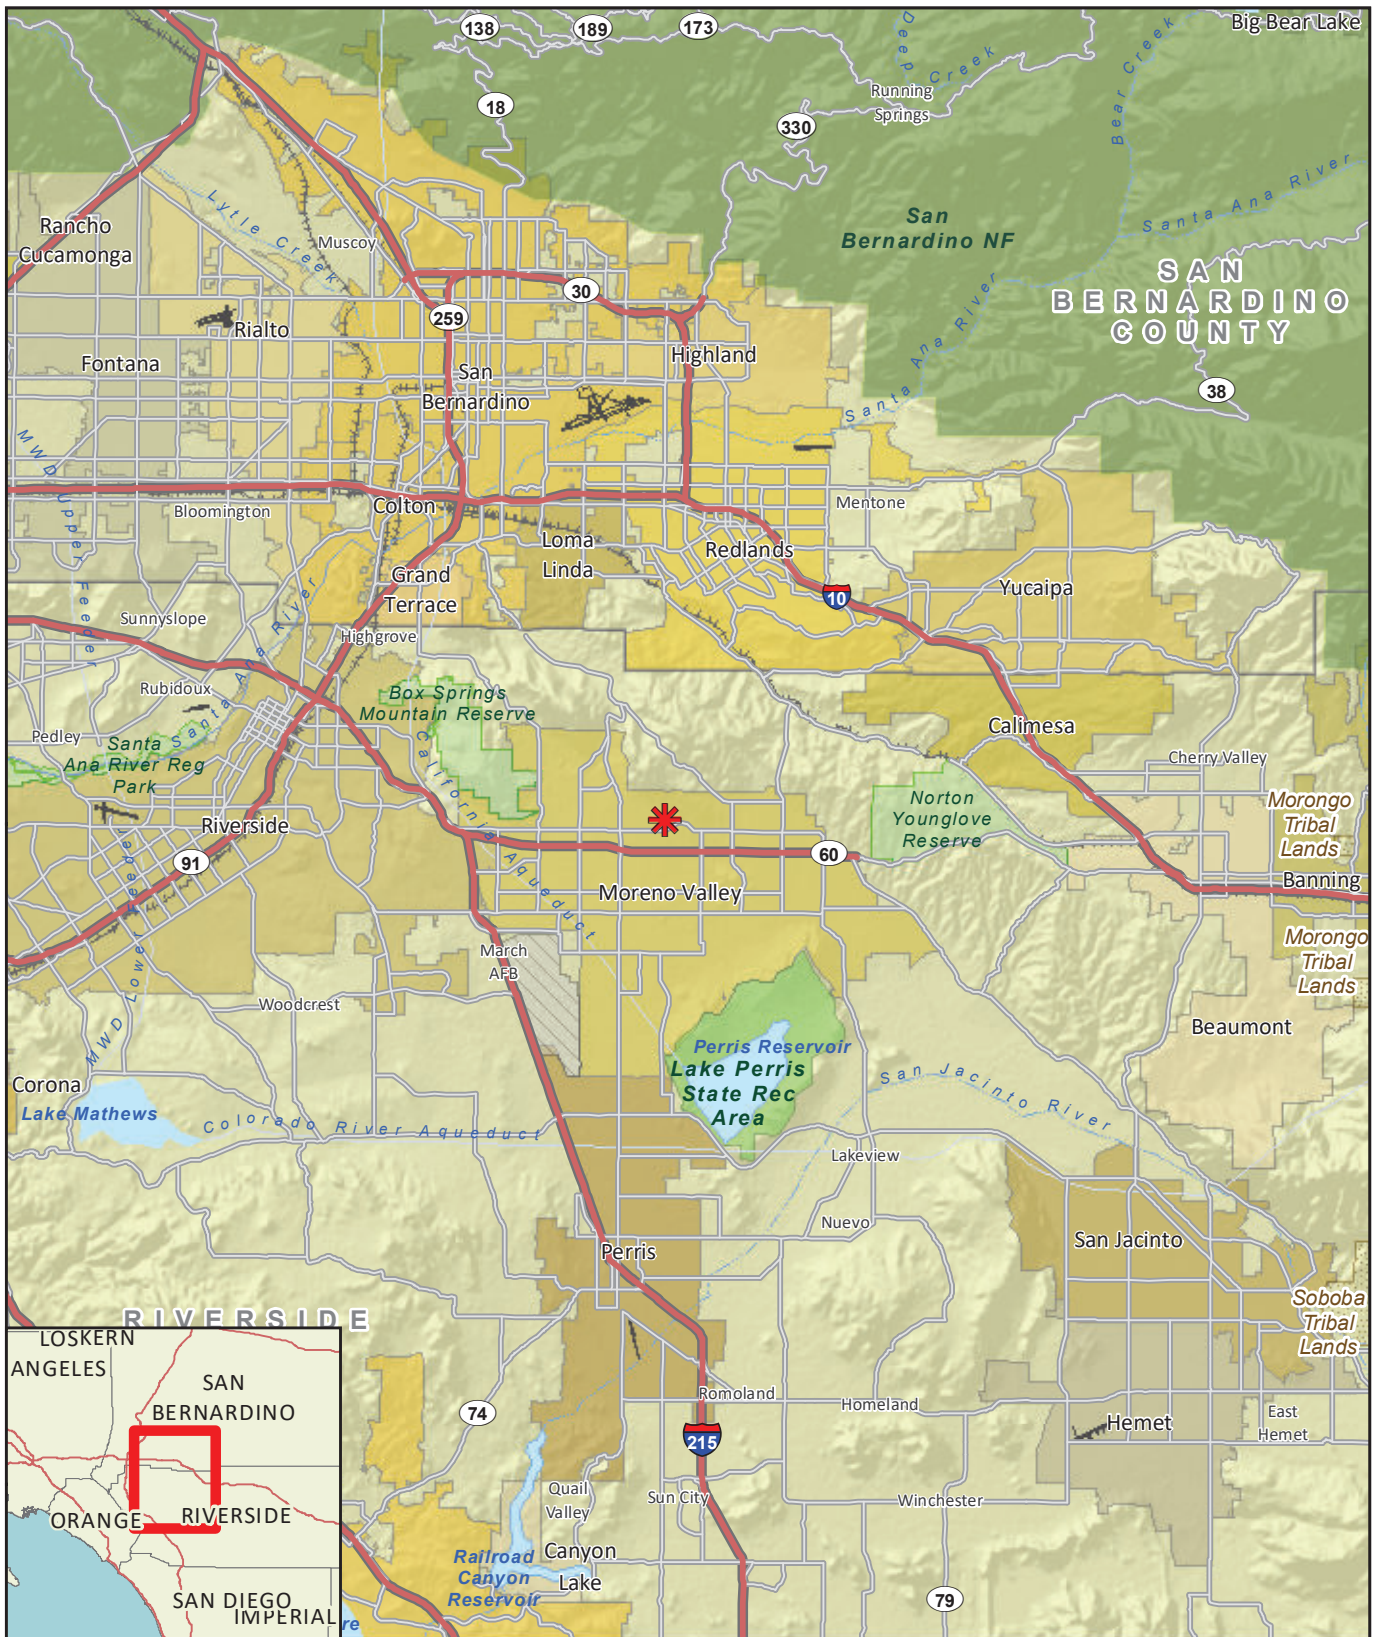 Big Bear Lake
138
189
173
Deep
Creek
Bear Creek
Running
Springs
18
330
Santa Ana River
Rancho
Cucamonga
Lytle Creek
Muscoy
San
Bernardino NF
SAN
BERNARDINO
COUNTY
30
259
Rialto
Santa Ana River
Highland
Fontana
San
Bernardino
38
MWD Upper Feeder
Mentone
Colton
Bloomington
Loma
Linda
Redlands
Grand
Terrace
10
Yucaipa
Sunnyslope
Highgrove
Santa Ana River
Rubidoux
Box Springs
Mountain Reserve
Calimesa
Pedley
Santa
Ana River Reg
Park
Cherry Valley
California Aqueduct
Norton
Younglove
Reserve
Morongo
Tribal
Lands
Riverside
91
60
Banning
Moreno Valley
MWD Lower Feeder
March
AFB
Morongo
Tribal
Lands
Woodcrest
Beaumont
Perris Reservoir
Lake Perris
State Rec
Area
San Jacinto River
Corona
Lake Mathews
Colorado River Aqueduct
Lakeview
Nuevo
San Jacinto
Perris
Soboba
Tribal
Lands
RIVERSIDE
LOS
KERN
ANGELES
SAN
BERNARDINO
ORANGE
RIVERSIDE
SAN DIEGO
IMPERIAL
74
Romoland
Homeland
Hemet
East
Hemet
215
Quail
Valley
Sun City
Winchester
Railroad
Canyon
Reservoir
Canyon
Lake
79
re